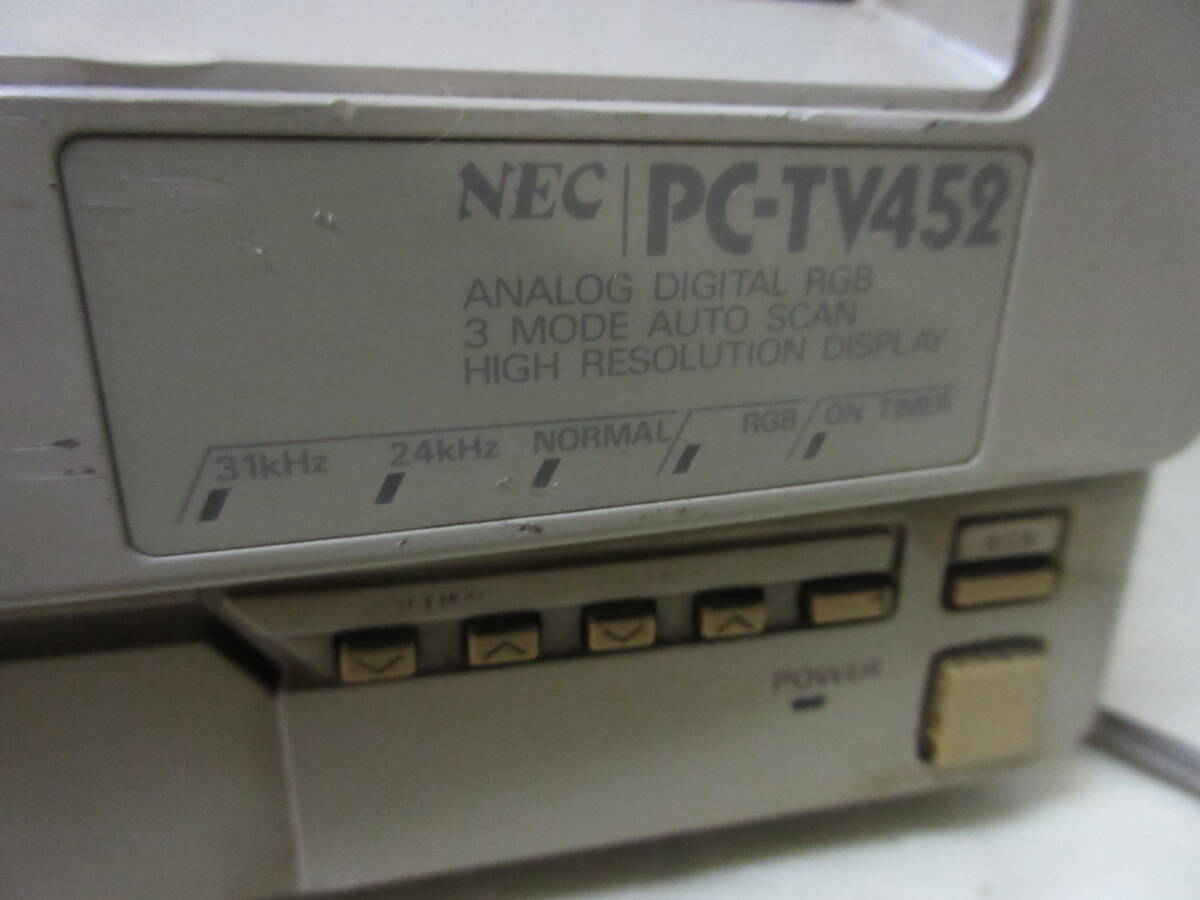 NEC PC-TV452
ANALOG DIGITAL RGB
3 MODE AUTO SCAN
HIGH RESOLUTION DISPLAY
31kHz 24kHz NORMAL RGB ON TIMER
POWER